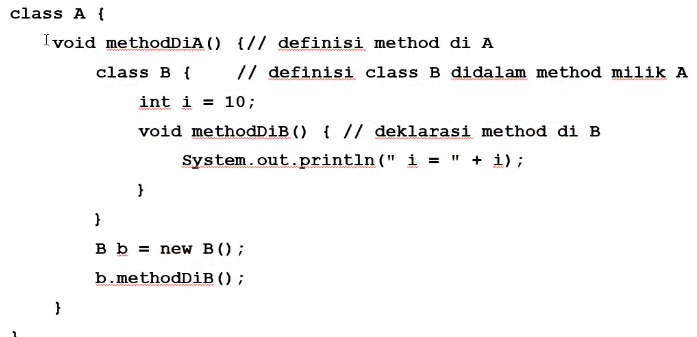 class A {
void methodDiA() {// definisi method di A
class B {    // definisi class B didalam method milik A
int i = 10;
void methodDiB() { // deklarasi method di B
System.out.println(" i = " + i);
}
}
B b = new B();
b.methodDiB();
}
}